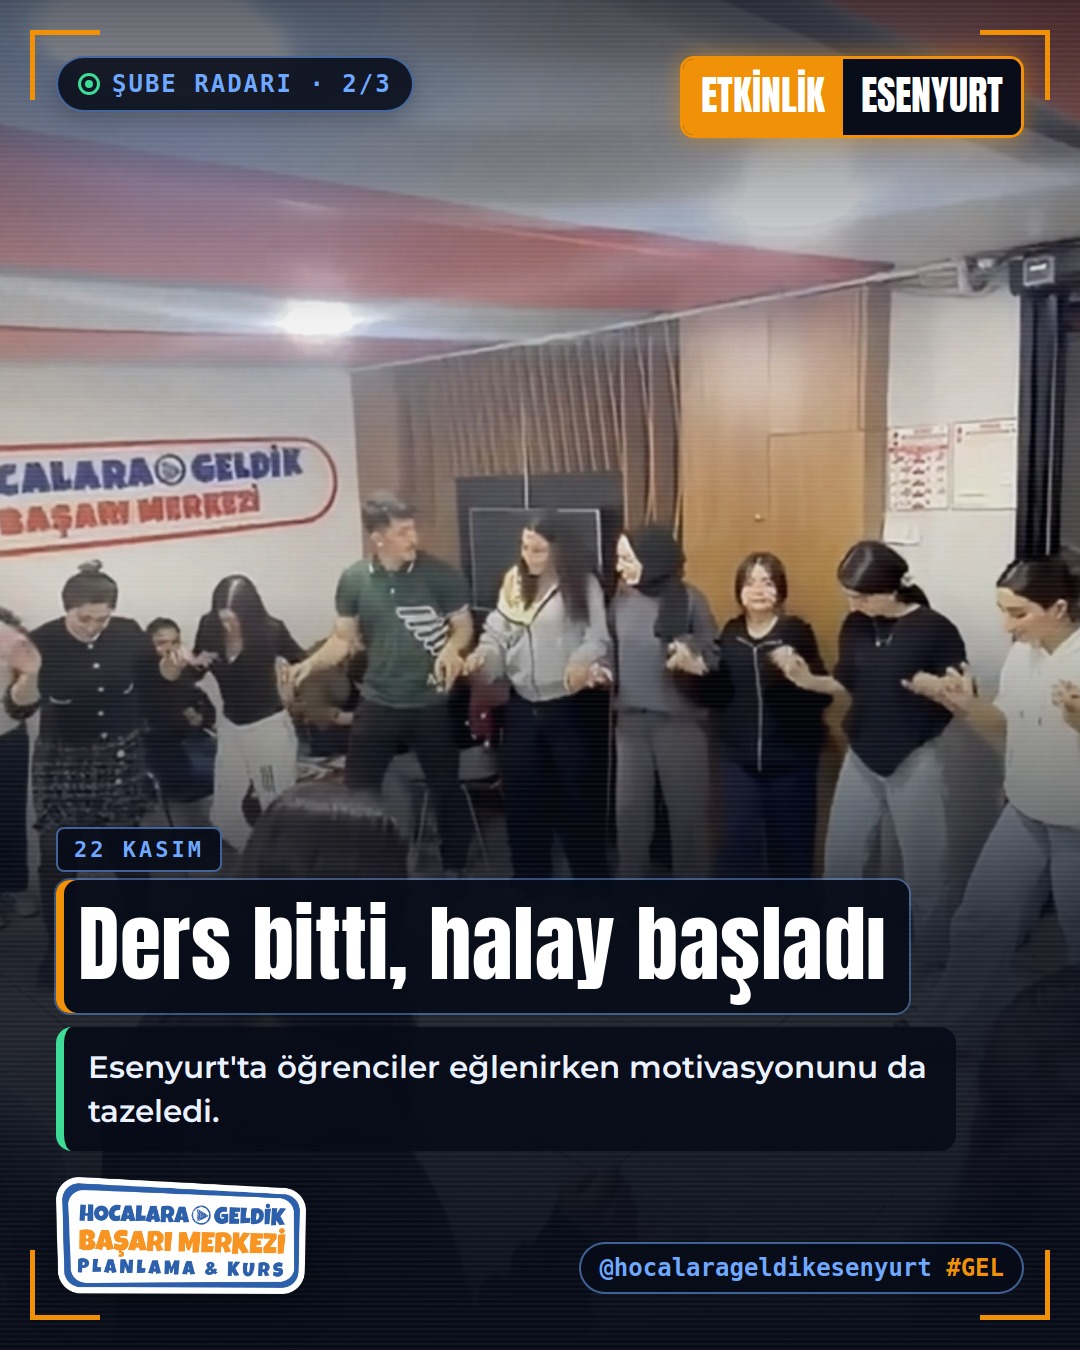 ŞUBE RADARI · 2/3
ETKİNLİK ESENYURT
CALARA GELDİK
BAŞARI MERKEZİ
22 KASIM
Ders bitti, halay başladı
Esenyurt'ta öğrenciler eğlenirken motivasyonunu da
tazeledi.
HOCALARA GELDİK
BAŞARI MERKEZİ
PLANLAMA & KURS
@hocalarageldikesenyurt #GEL